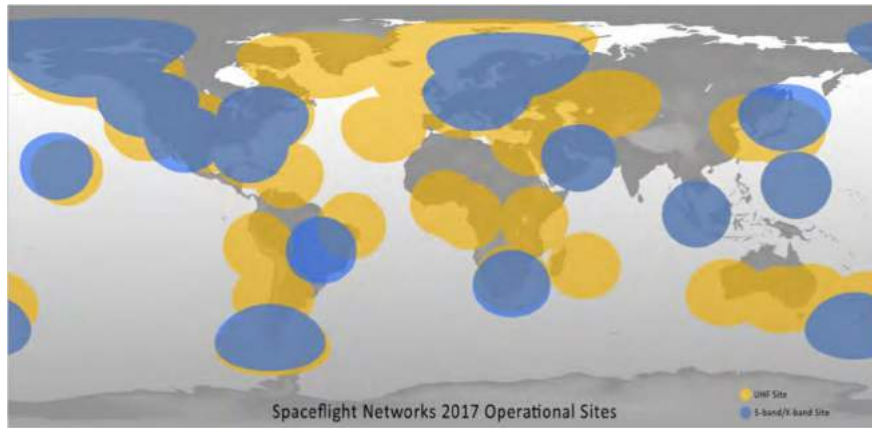 UHF Site
Spaceflight Networks 2017 Operational Sites
S-band/X-band Site